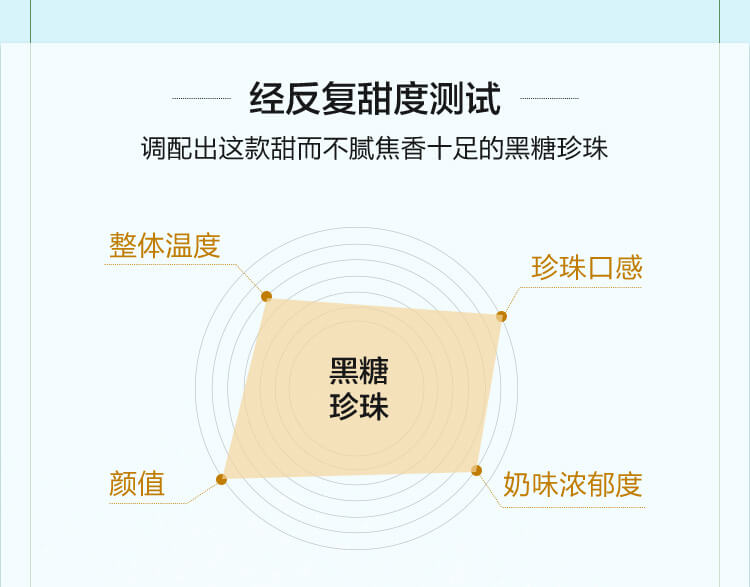 经反复甜度测试
调配出这款甜而不腻焦香十足的黑糖珍珠
整体温度
珍珠口感
黑糖
珍珠
颜值
奶味浓郁度